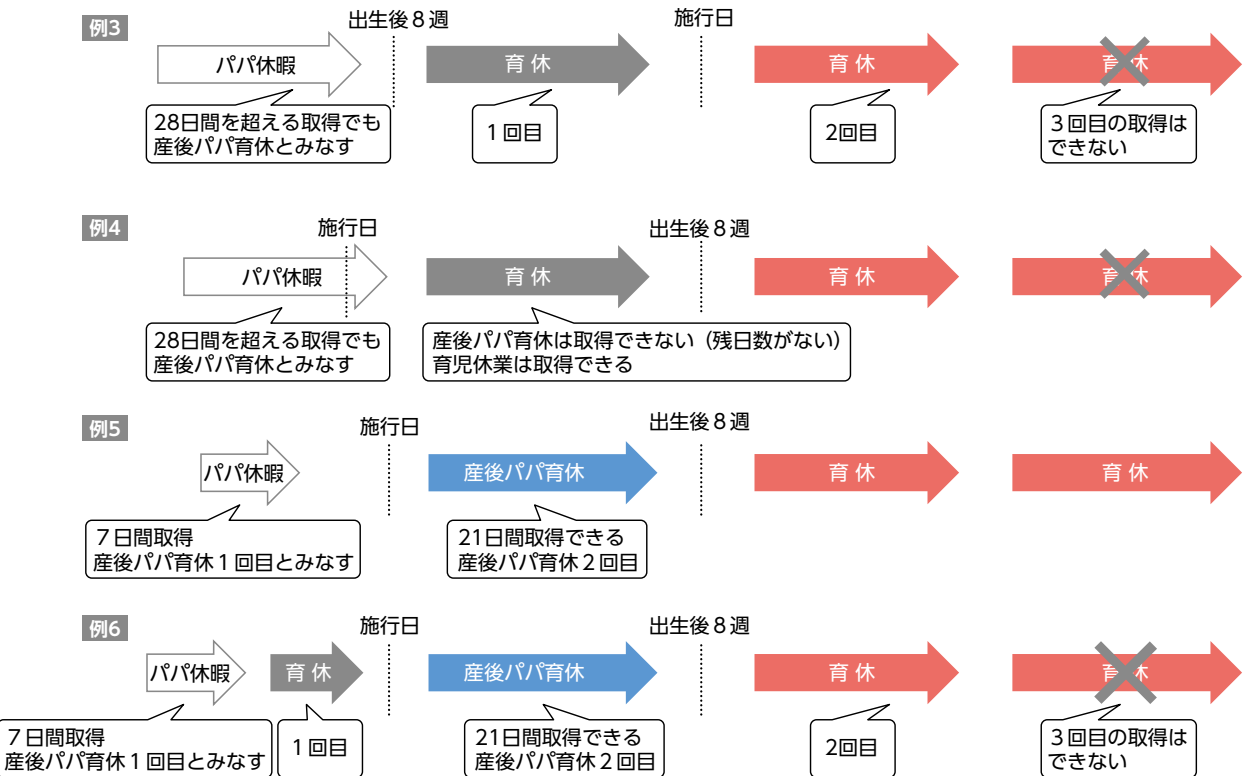 例3
出生後８週
施行日
パパ休暇
育 休
育 休
育 休
28日間を超える取得でも
産後パパ育休とみなす
１回目
2回目
３回目の取得は
できない
例4
施行日
出生後８週
パパ休暇
育 休
育 休
育 休
28日間を超える取得でも
産後パパ育休とみなす
産後パパ育休は取得できない（残日数がない）
育児休業は取得できる
例5
施行日
出生後８週
パパ休暇
産後パパ育休
育 休
育 休
７日間取得
産後パパ育休１回目とみなす
21日間取得できる
産後パパ育休２回目
例6
施行日
出生後８週
パパ休暇
育 休
産後パパ育休
育 休
育 休
７日間取得
産後パパ育休１回目とみなす
１回目
21日間取得できる
産後パパ育休２回目
2回目
３回目の取得は
できない